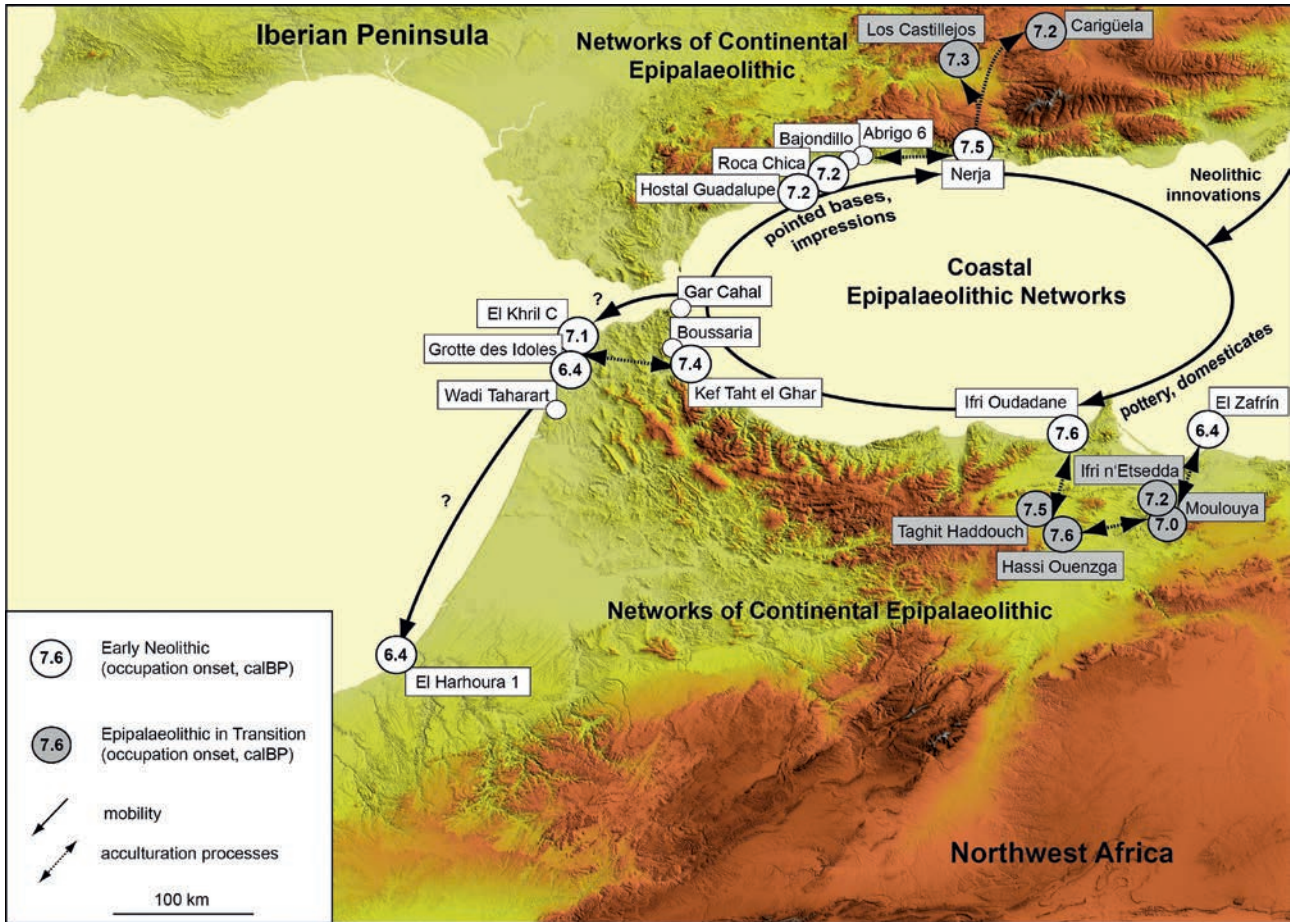 Iberian Peninsula
Networks of Continental
Epipalaeolithic
Los Castillejos
7.3
7.2
Carigüela
Bajondillo
Abrigo 6
Roca Chica
7.2
Hostal Guadalupe
7.2
7.5
Nerja
Neolithic
innovations
pointed bases,
impressions
Coastal
Epipalaeolithic Networks
?
Gar Cahal
El Khril C
7.1
Boussaria
Grotte des Idoles
6.4
7.4
Kef Taht el Ghar
Wadi Taharart
pottery, domesticates
Ifri Oudadane
7.6
El Zafrín
6.4
Ifri n'Etsedda
7.2
Moulouya
7.0
7.5
Taghit Haddouch
7.6
Hassi Ouenzga
?
Networks of Continental Epipalaeolithic
6.4
El Harhoura 1
Northwest Africa
7.6
Early Neolithic
(occupation onset, calBP)
7.6
Epipalaeolithic in Transition
(occupation onset, calBP)
mobility
acculturation processes
100 km